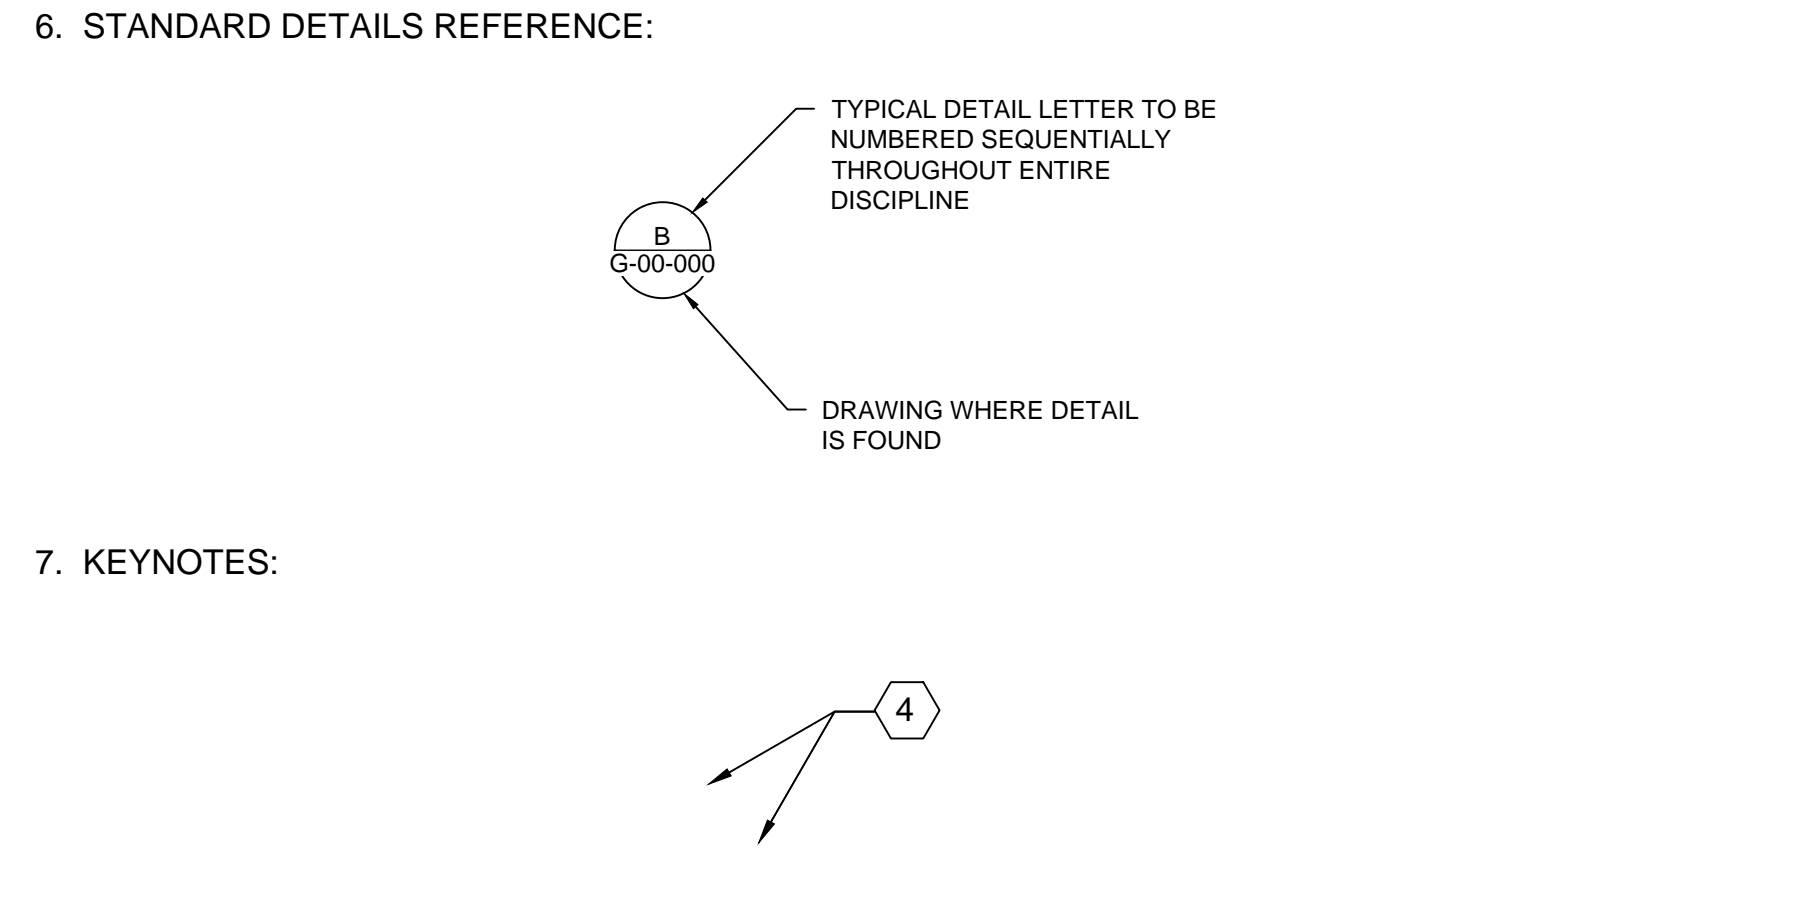 6. STANDARD DETAILS REFERENCE:
TYPICAL DETAIL LETTER TO BE
NUMBERED SEQUENTIALLY
THROUGHOUT ENTIRE
DISCIPLINE
B
G-00-000
DRAWING WHERE DETAIL
IS FOUND
7. KEYNOTES:
4